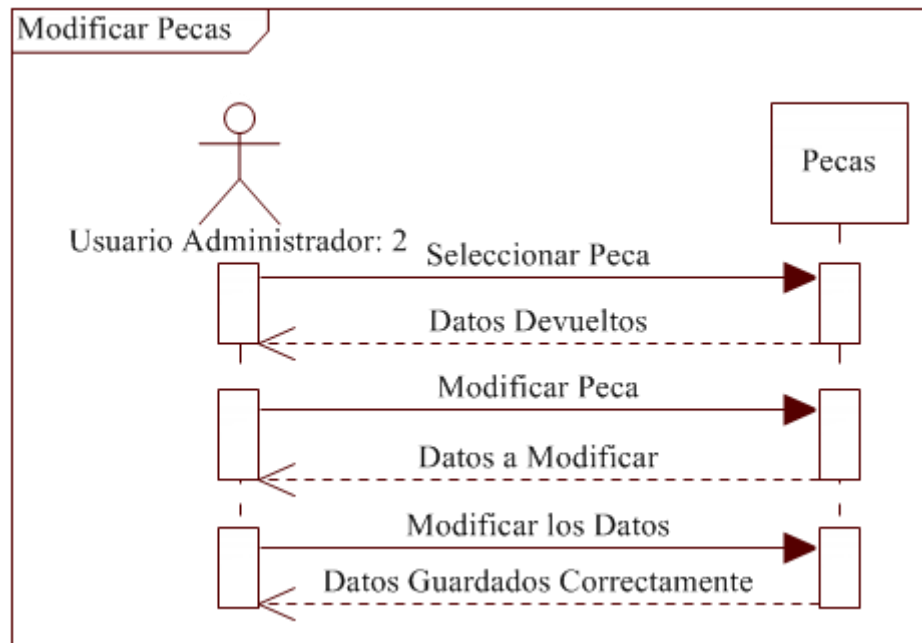 Modificar Pecas
Pecas
Usuario Administrador: 2
Seleccionar Peca
Datos Devueltos
Modificar Peca
Datos a Modificar
Modificar los Datos
Datos Guardados Correctamente